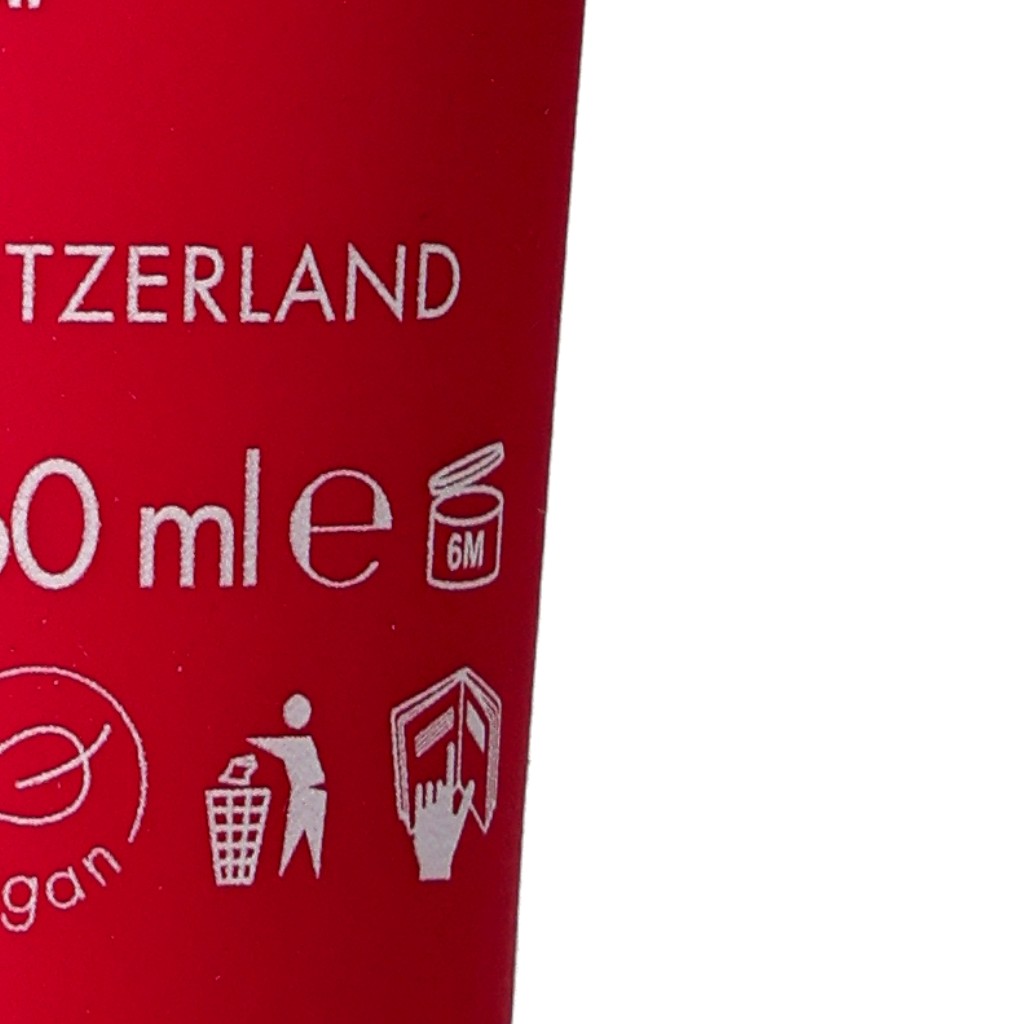 TZERLAND
0 ml e 6M
gan